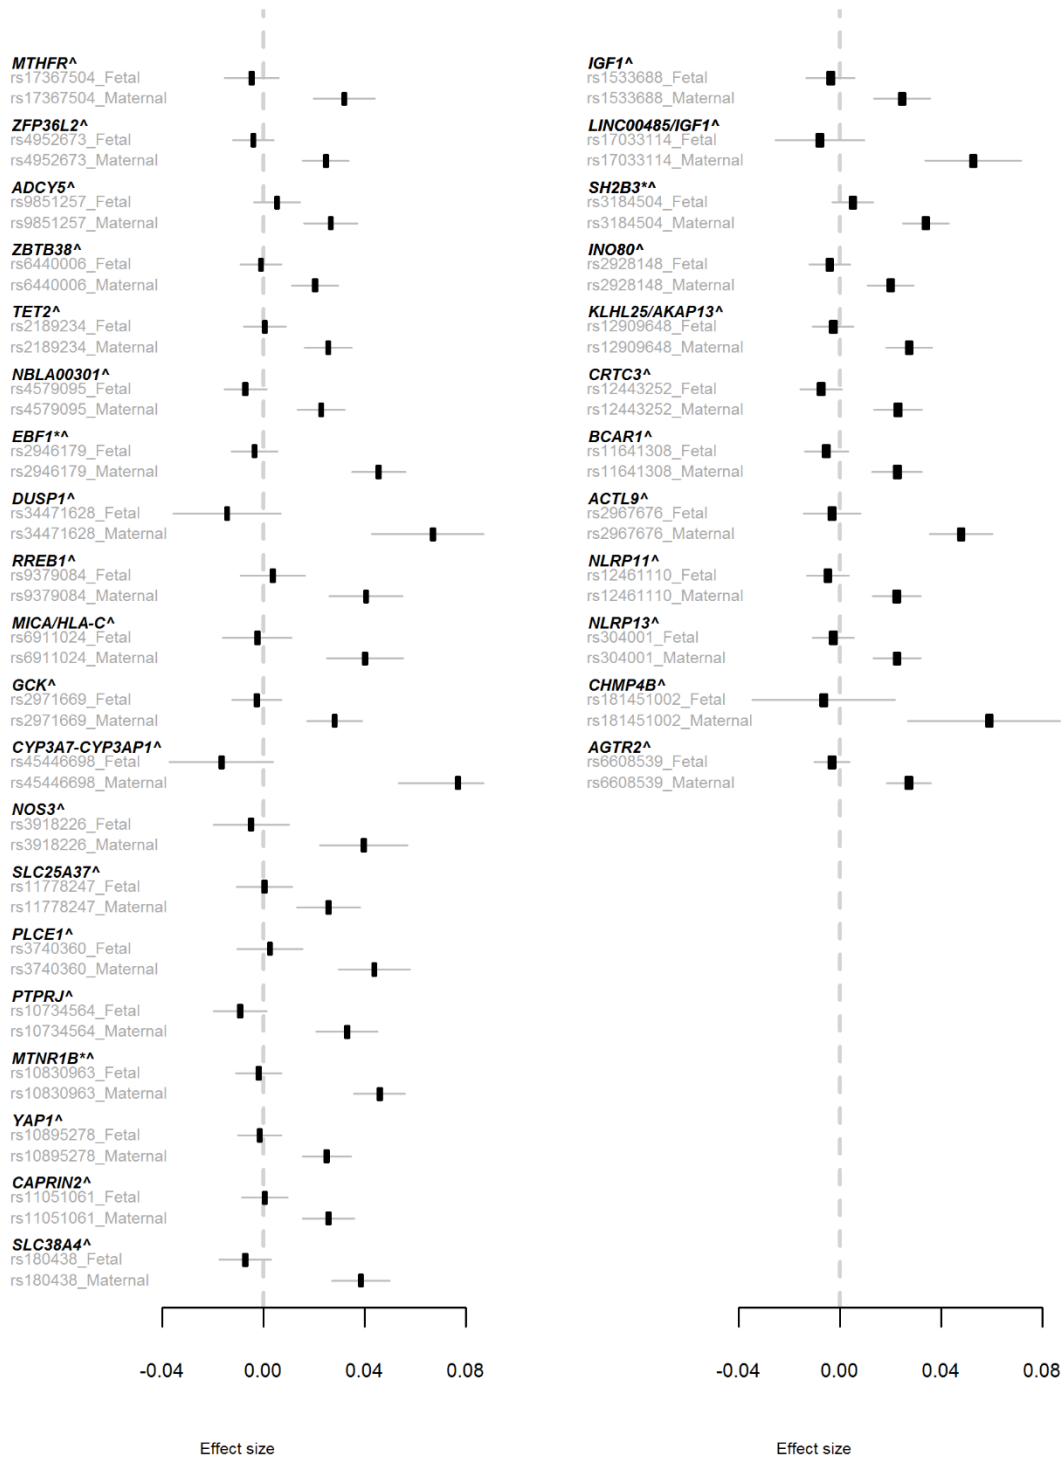 MTHFR^
rs17367504_Fetal
rs17367504_Maternal
ZFP36L2^
rs4952673_Fetal
rs4952673_Maternal
ADCY5^
rs9851257_Fetal
rs9851257_Maternal
ZBTB38^
rs6440006_Fetal
rs6440006_Maternal
TET2^
rs2189234_Fetal
rs2189234_Maternal
NBLA00301^
rs4579095_Fetal
rs4579095_Maternal
EBF1*^
rs2946179_Fetal
rs2946179_Maternal
DUSP1^
rs34471628_Fetal
rs34471628_Maternal
RREB1^
rs9379084_Fetal
rs9379084_Maternal
MICA/HLA-C^
rs6911024_Fetal
rs6911024_Maternal
GCK^
rs2971669_Fetal
rs2971669_Maternal
CYP3A7-CYP3AP1^
rs45446698_Fetal
rs45446698_Maternal
NOS3^
rs3918226_Fetal
rs3918226_Maternal
SLC25A37^
rs11778247_Fetal
rs11778247_Maternal
PLCE1^
rs3740360_Fetal
rs3740360_Maternal
PTPRJ^
rs10734564_Fetal
rs10734564_Maternal
MTNR1B*^
rs10830963_Fetal
rs10830963_Maternal
YAP1^
rs10895278_Fetal
rs10895278_Maternal
CAPRIN2^
rs11051061_Fetal
rs11051061_Maternal
SLC38A4^
rs180438_Fetal
rs180438_Maternal
-0.04 0.00 0.04 0.08
Effect size
IGF1^
rs1533688_Fetal
rs1533688_Maternal
LINC00485/IGF1^
rs17033114_Fetal
rs17033114_Maternal
SH2B3*^
rs3184504_Fetal
rs3184504_Maternal
INO80^
rs2928148_Fetal
rs2928148_Maternal
KLHL25/AKAP13^
rs12909648_Fetal
rs12909648_Maternal
CRTC3^
rs12443252_Fetal
rs12443252_Maternal
BCAR1^
rs11641308_Fetal
rs11641308_Maternal
ACTL9^
rs2967676_Fetal
rs2967676_Maternal
NLRP11^
rs12461110_Fetal
rs12461110_Maternal
NLRP13^
rs304001_Fetal
rs304001_Maternal
CHMP4B^
rs181451002_Fetal
rs181451002_Maternal
AGTR2^
rs6608539_Fetal
rs6608539_Maternal
-0.04 0.00 0.04 0.08
Effect size